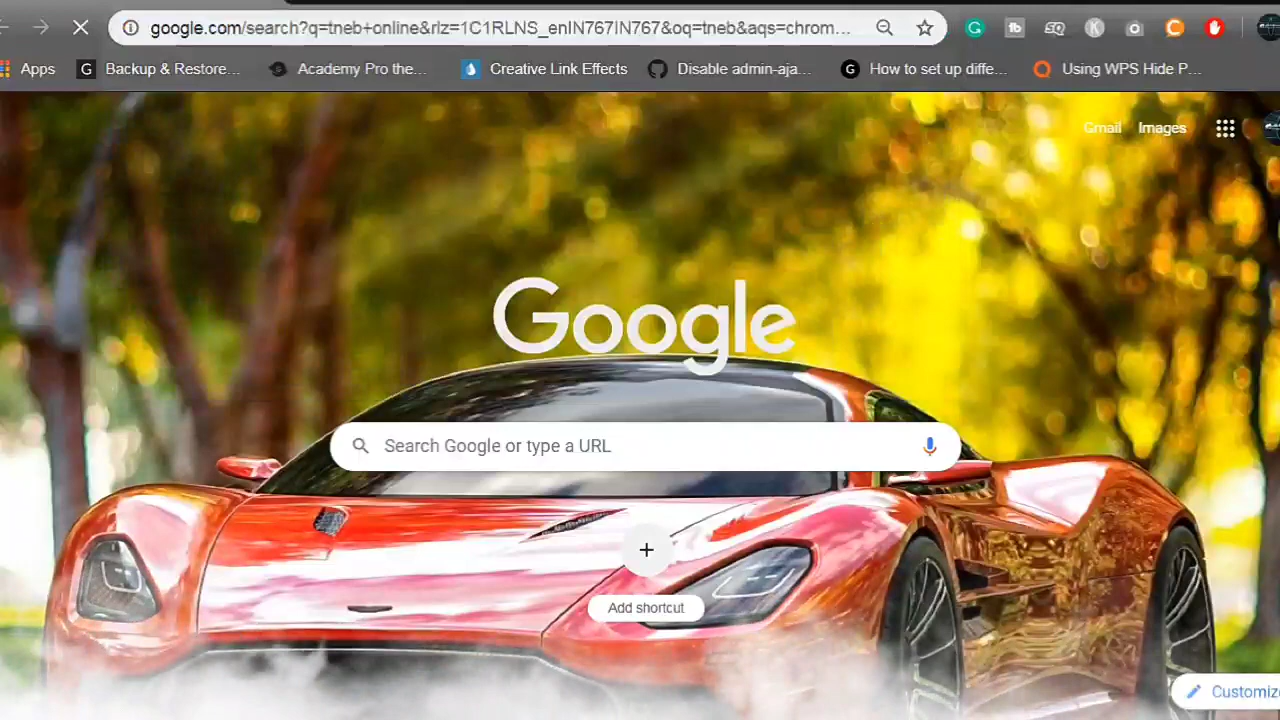 google.com/search?q=tneb+online&rlz=1C1RLNS_enIN767IN767&oq=tneb&aqs=chrom...
Apps G Backup & Restore... Academy Pro the... Creative Link Effects Disable admin-aja... G How to set up diffe... Using WPS Hide P...
Gmail Images
Google
Search Google or type a URL
Add shortcut
Customize